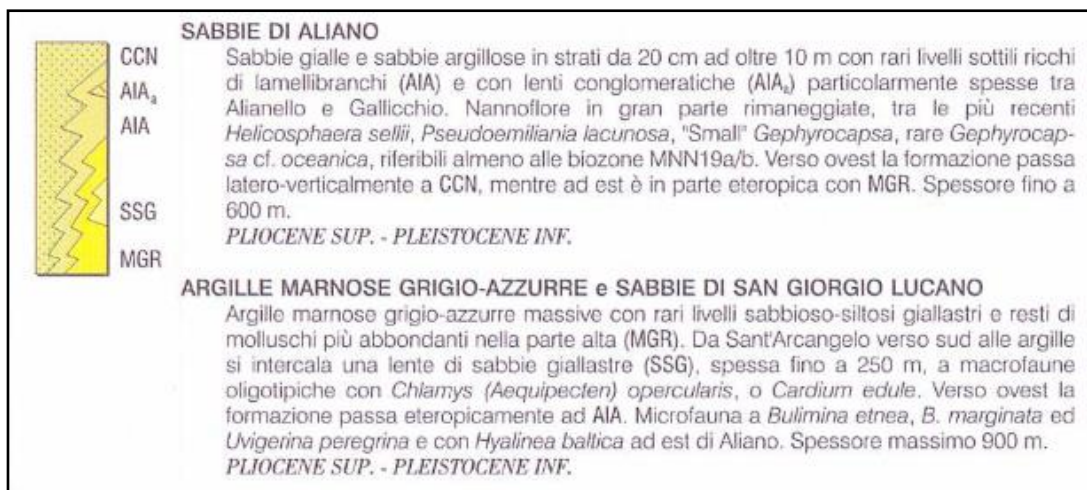 CCN
AIAₐ
AIA
SSG
MGR
SABBIE DI ALIANO
Sabbie gialle e sabbie argillose in strati da 20 cm ad oltre 10 m con rari livelli sottili ricchi
di lamellibranchi (AIA) e con lenti conglomeratiche (AIAₐ) particolarmente spesse tra
Alianello e Gallicchio. Nannoflore in gran parte rimaneggiate, tra le più recenti
Helicosphaera sellii, Pseudoemiliania lacunosa, "Small" Gephyrocapsa, rare Gephyrocap-
sa cf. oceanica, riferibili almeno alle biozone MNN19a/b. Verso ovest la formazione passa
latero-verticalmente a CCN, mentre ad est è in parte eteropica con MGR. Spessore fino a
600 m.
PLIOCENE SUP. - PLEISTOCENE INF.
ARGILLE MARNOSE GRIGIO-AZZURRE e SABBIE DI SAN GIORGIO LUCANO
Argille marnose grigio-azzurre massive con rari livelli sabbioso-siltosi giallastri e resti di
molluschi più abbondanti nella parte alta (MGR). Da Sant'Arcangelo verso sud alle argille
si intercala una lente di sabbie giallastre (SSG), spessa fino a 250 m, a macrofaune
oligotipiche con Chlamys (Aequipecten) opercularis, o Cardium edule. Verso ovest la
formazione passa eteropicamente ad AIA. Microfauna a Bulimina etnea, B. marginata ed
Uvigerina peregrina e con Hyalinea baltica ad est di Aliano. Spessore massimo 900 m.
PLIOCENE SUP. - PLEISTOCENE INF.